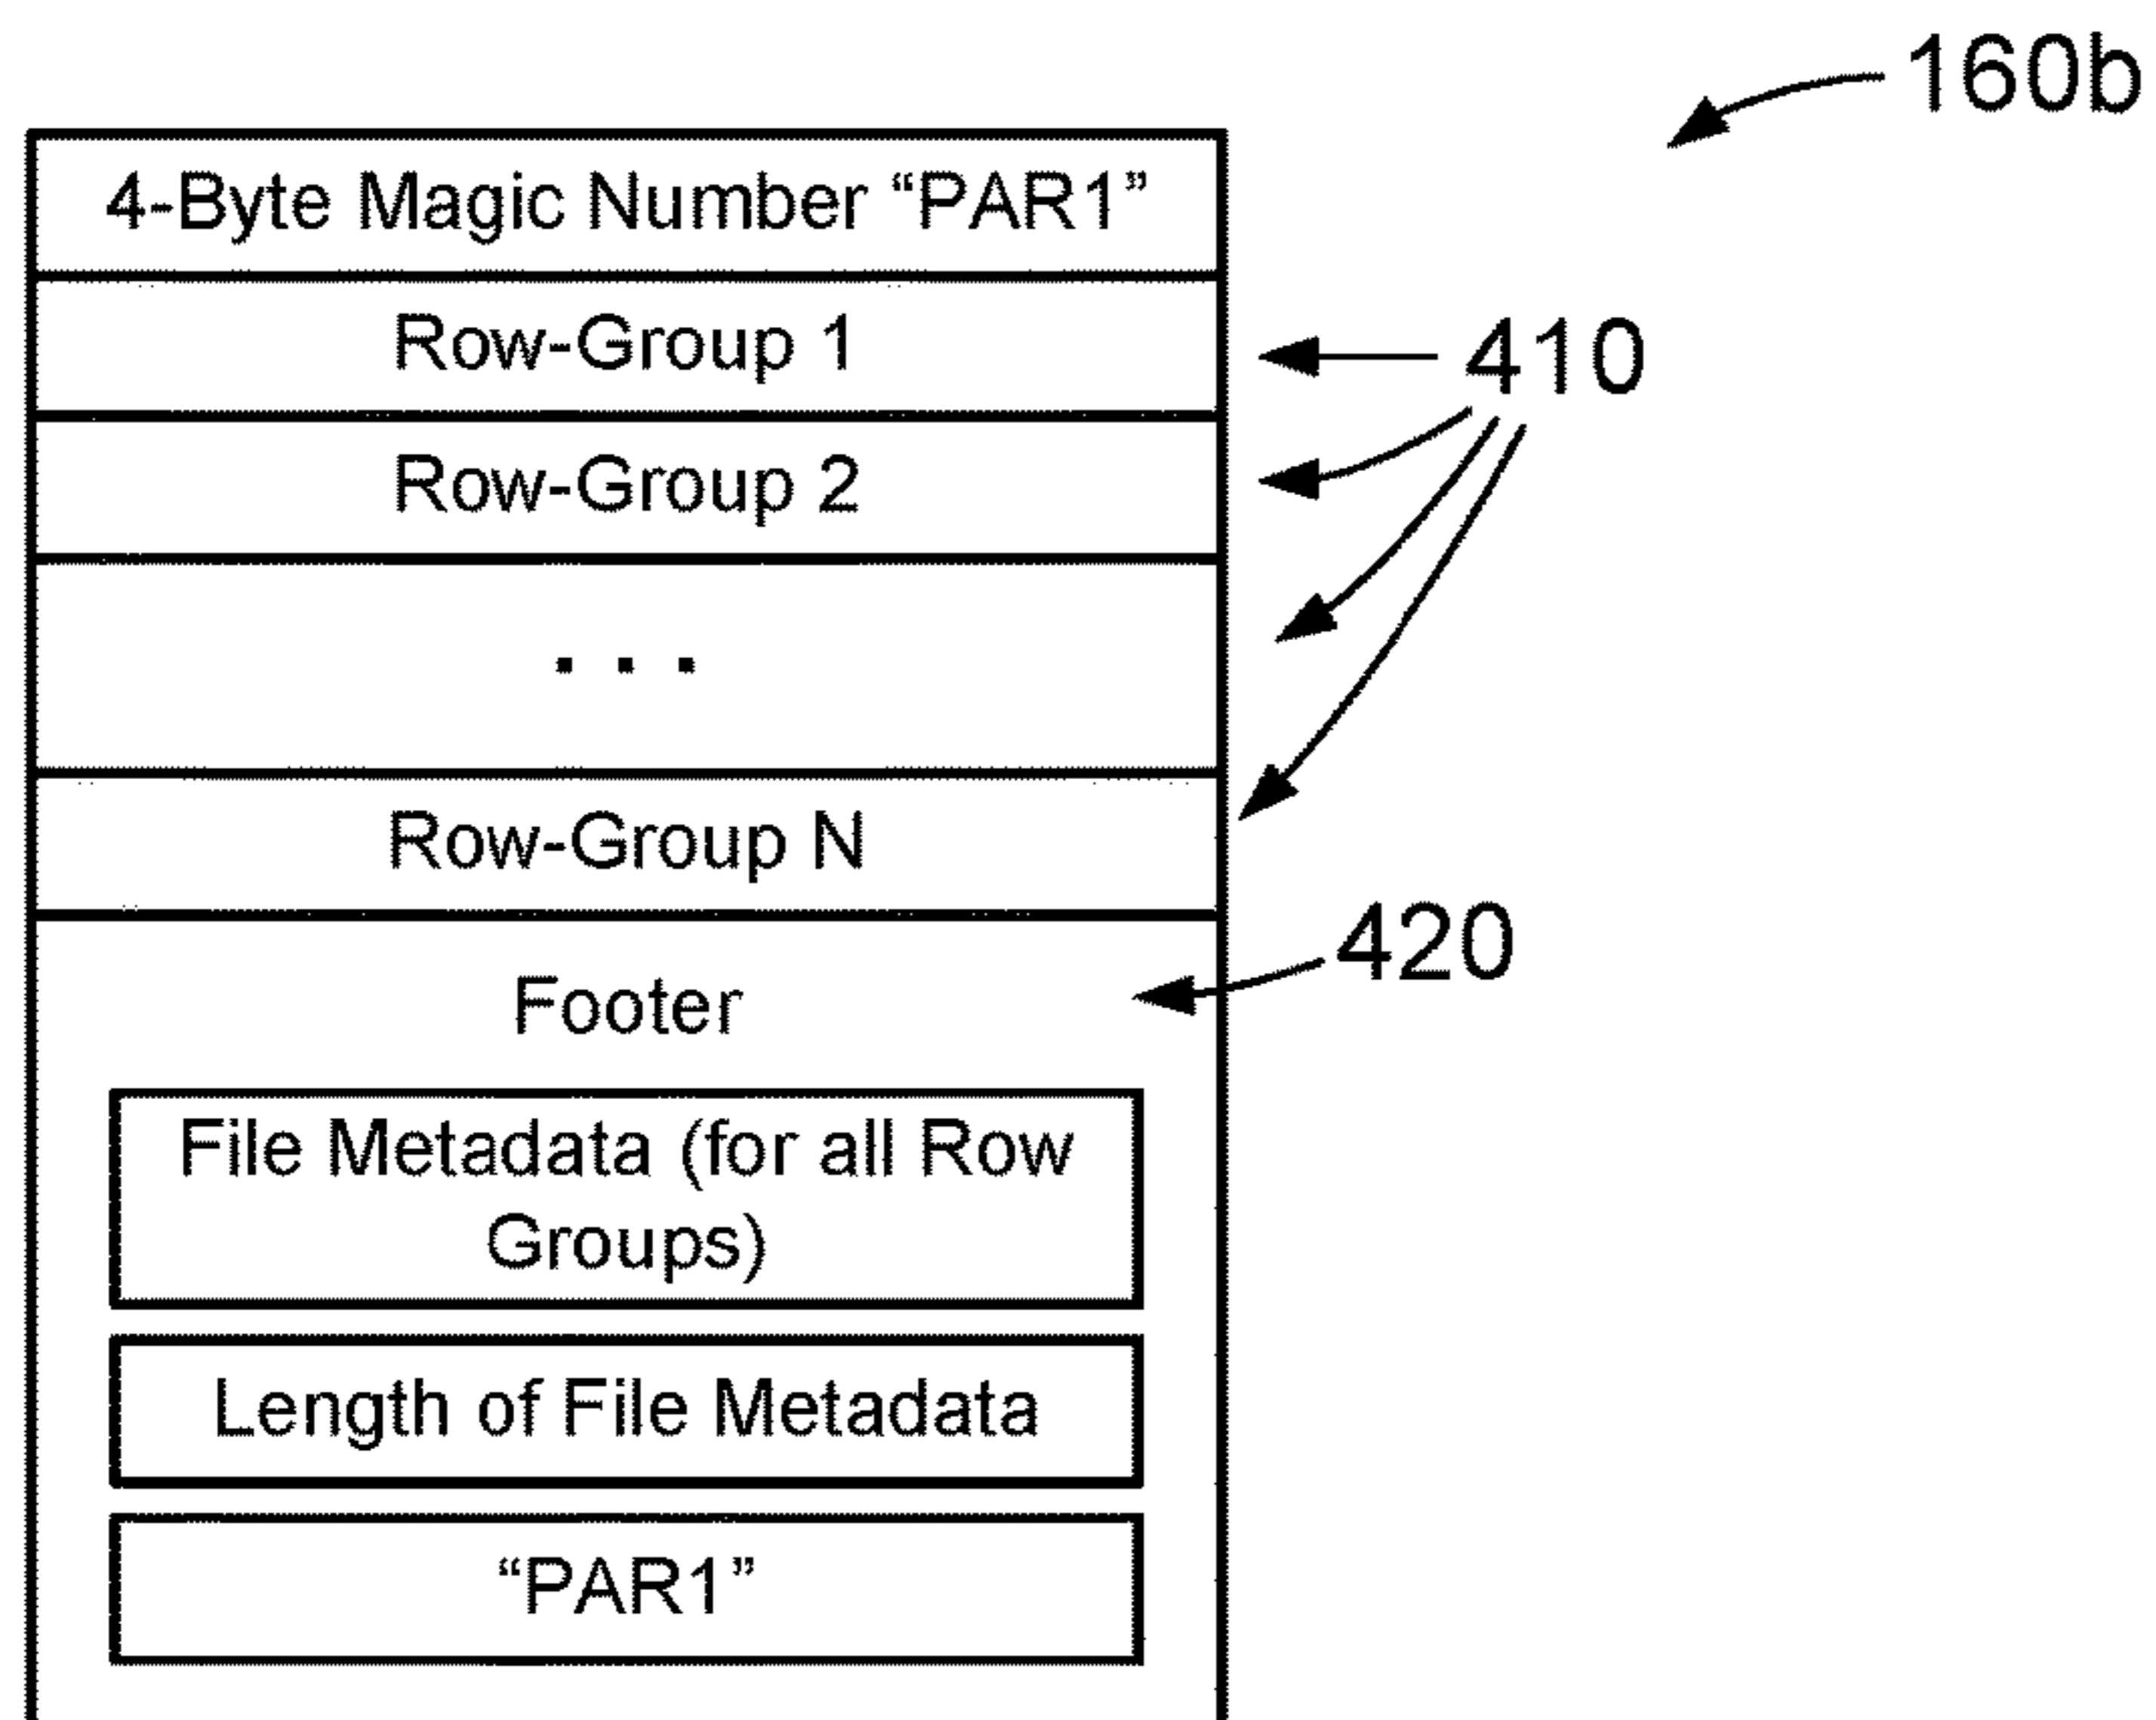 160b
4-Byte Magic Number “PAR1”
Row-Group 1
410
Row-Group 2
. . .
Row-Group N
420
Footer
File Metadata (for all Row
Groups)
Length of File Metadata
“PAR1”